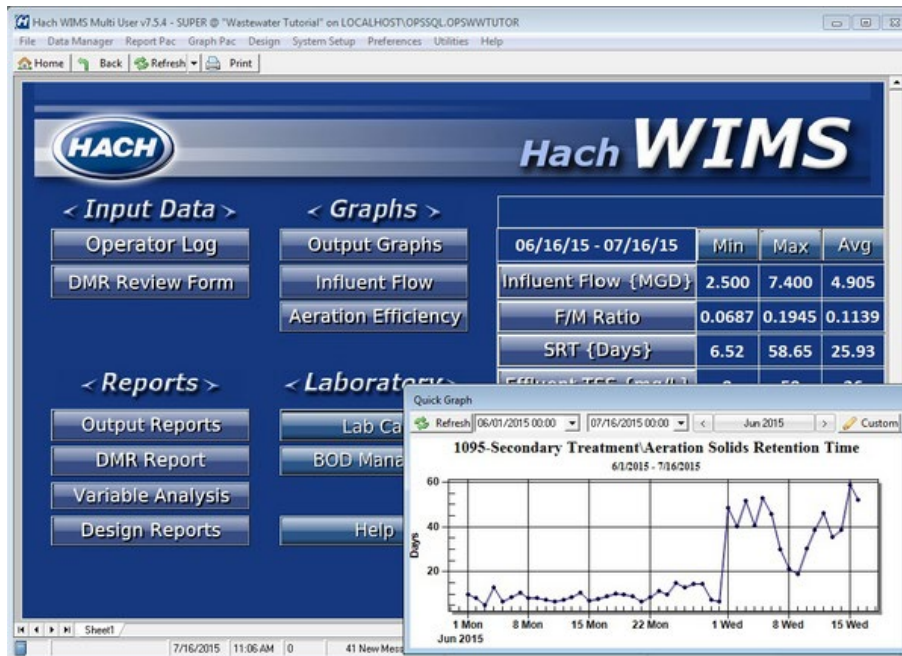 Hach WIMS Multi User v7.5.4 - SUPER @ "Wastewater Tutorial" on LOCALHOST\OPSSQL.OPSWWTUTOR
File Data Manager Report Pac Graph Pac Design System Setup Preferences Utilities Help
Home Back Refresh Print
HACH
Hach WIMS
< Input Data >
Operator Log
DMR Review Form
< Graphs >
Output Graphs
Influent Flow
Aeration Efficiency
06/16/15 - 07/16/15 Min Max Avg
Influent Flow {MGD} 2.500 7.400 4.905
F/M Ratio 0.0687 0.1945 0.1139
SRT {Days} 6.52 58.65 25.93
< Reports >
Output Reports
DMR Report
Variable Analysis
Design Reports
< Laboratory >
Lab Ca
BOD Mana
Help
Quick Graph
Refresh 06/01/2015 00:00 07/16/2015 00:00 < Jun 2015 > Custom
1095-Secondary Treatment\Aeration Solids Retention Time
6/1/2015 - 7/16/2015
Days
60
40
20
1 Mon 8 Mon 15 Mon 22 Mon 1 Wed 8 Wed 15 Wed
Jun 2015
Sheet1
7/16/2015 11:06 AM 0 41 New Mess